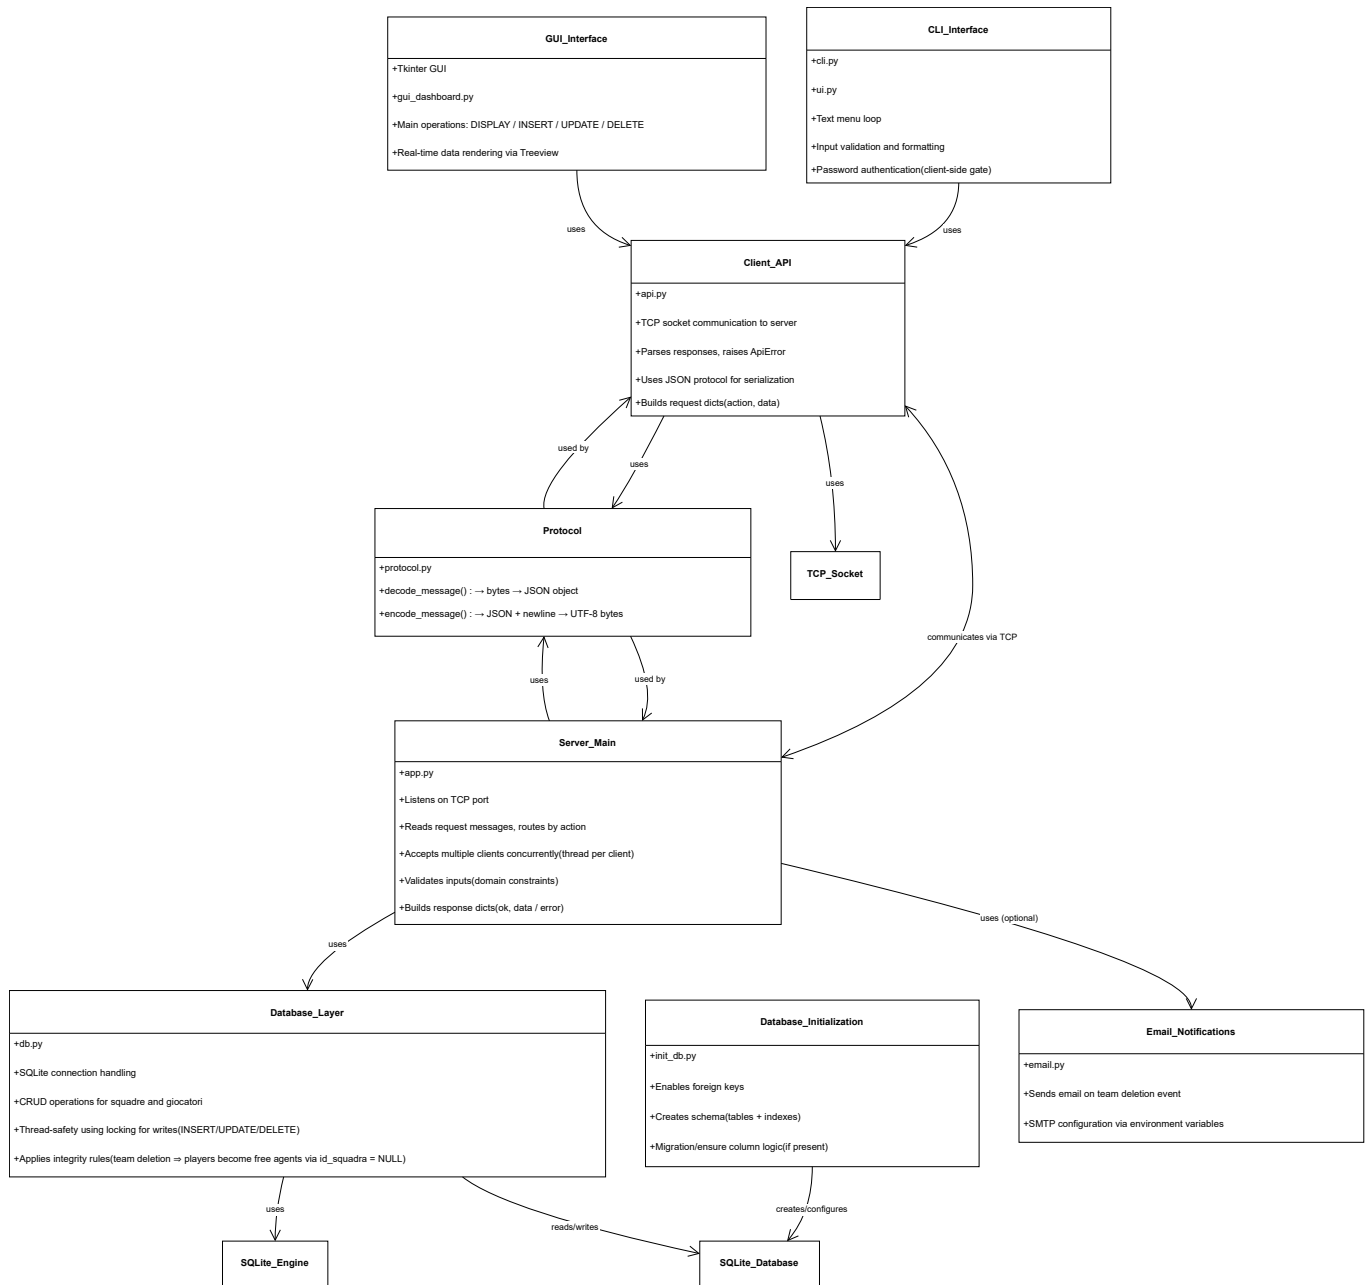 GUI_Interface
+Tkinter GUI
+gui_dashboard.py
+Main operations: DISPLAY / INSERT / UPDATE / DELETE
+Real-time data rendering via Treeview
CLI_Interface
+cli.py
+ui.py
+Text menu loop
+Input validation and formatting
+Password authentication(client-side gate)
uses
uses
Client_API
+api.py
+TCP socket communication to server
+Parses responses, raises ApiError
+Uses JSON protocol for serialization
+Builds request dicts(action, data)
used by
uses
uses
Protocol
+protocol.py
+decode_message() : → bytes → JSON object
+encode_message() : → JSON + newline → UTF-8 bytes
TCP_Socket
communicates via TCP
uses
used by
Server_Main
+app.py
+Listens on TCP port
+Reads request messages, routes by action
+Accepts multiple clients concurrently(thread per client)
+Validates inputs(domain constraints)
+Builds response dicts(ok, data / error)
uses
uses (optional)
Database_Layer
+db.py
+SQLite connection handling
+CRUD operations for squadre and giocatori
+Thread-safety using locking for writes(INSERT/UPDATE/DELETE)
+Applies integrity rules(team deletion ⇒ players become free agents via id_squadra = NULL)
Database_Initialization
+init_db.py
+Enables foreign keys
+Creates schema(tables + indexes)
+Migration/ensure column logic(if present)
Email_Notifications
+email.py
+Sends email on team deletion event
+SMTP configuration via environment variables
uses
reads/writes
creates/configures
SQLite_Engine
SQLite_Database